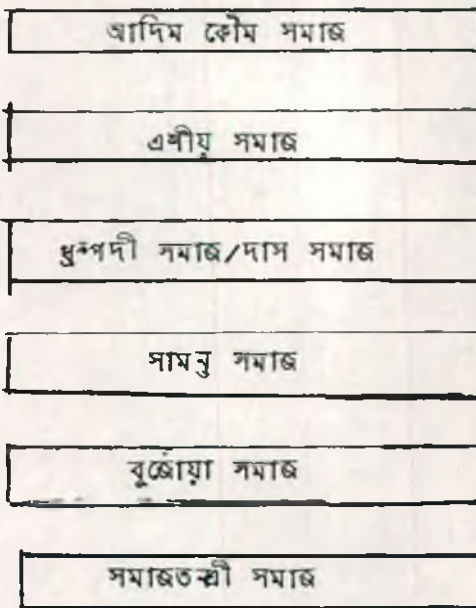 আদিম কৌম সমাজ
এশীয় সমাজ
ধ্রুপদী সমাজ/দাস সমাজ
সামন্ত সমাজ
বুর্জোয়া সমাজ
সমাজতন্ত্রী সমাজ